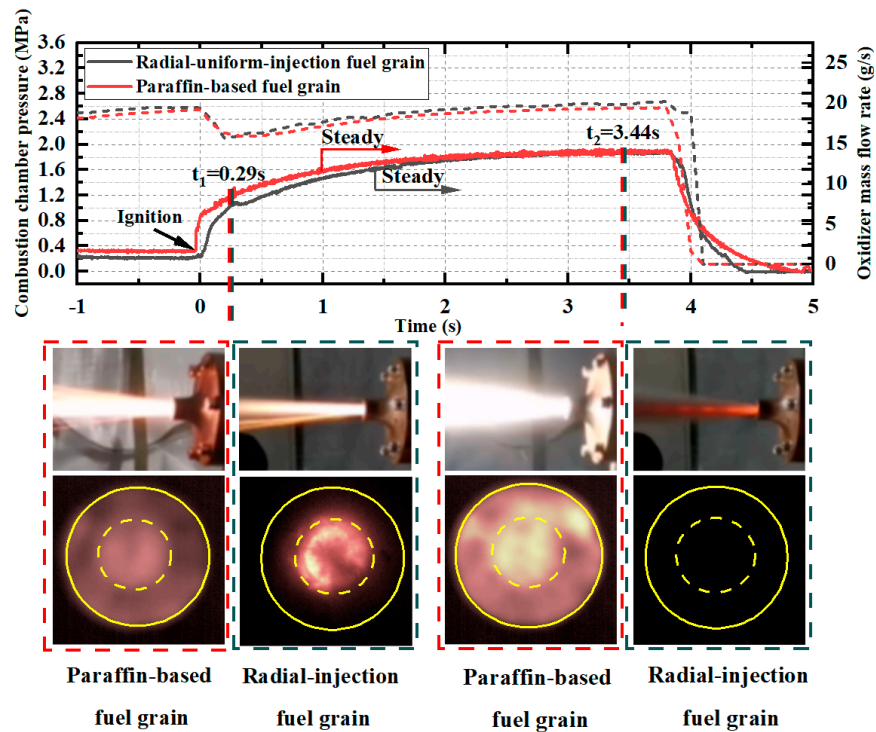 Combustion chamber pressure (MPa)
3.6
3.2
2.8
2.4
2.0
1.6
1.2
0.8
0.4
0.0
Radial-uniform-injection fuel grain
Paraffin-based fuel grain
Steady
Steady
t₁=0.29s
t₂=3.44s
Ignition
25
20
15
10
5
0
Oxidizer mass flow rate (g/s)
-1 0 1 2 3 4 5
Time (s)
Paraffin-based
fuel grain
Radial-injection
fuel grain
Paraffin-based
fuel grain
Radial-injection
fuel grain